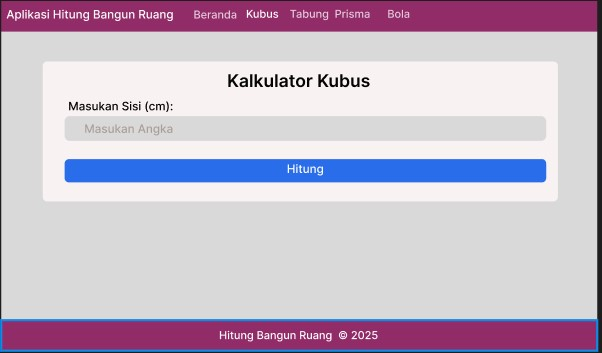 Aplikasi Hitung Bangun Ruang Beranda Kubus Tabung Prisma Bola
Kalkulator Kubus
Masukan Sisi (cm):
Masukan Angka
Hitung
Hitung Bangun Ruang © 2025